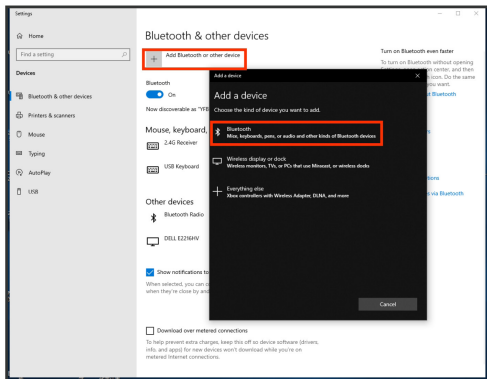 Settings
Home
Find a setting
Devices
Bluetooth & other devices
Printers & scanners
Mouse
Typing
AutoPlay
USB
Bluetooth & other devices
Add Bluetooth or other device
Bluetooth
On
Now discoverable as "YFB
Mouse, keyboard,
2.4G Receiver
USB Keyboard
Other devices
Bluetooth Radio
DELL E2216HV
Show notifications to
When selected, you can c
when they're close by and
Download over metered connections
To help prevent extra charges, keep this off so device software (drivers,
info, and apps) for new devices won't download while you're on
metered Internet connections.
Turn on Bluetooth even faster
To turn on Bluetooth without opening
center, and then
icon. Do the same
you want.
Bluetooth
s via Bluetooth
Add a device
Add a device
Choose the kind of device you want to add.
Bluetooth
Mice, keyboards, pens, or audio and other kinds of Bluetooth devices
Wireless display or dock
Wireless monitors, TVs, or PCs that use Miracast, or wireless docks
Everything else
Xbox controllers with Wireless Adapter, DLNA, and more
Cancel